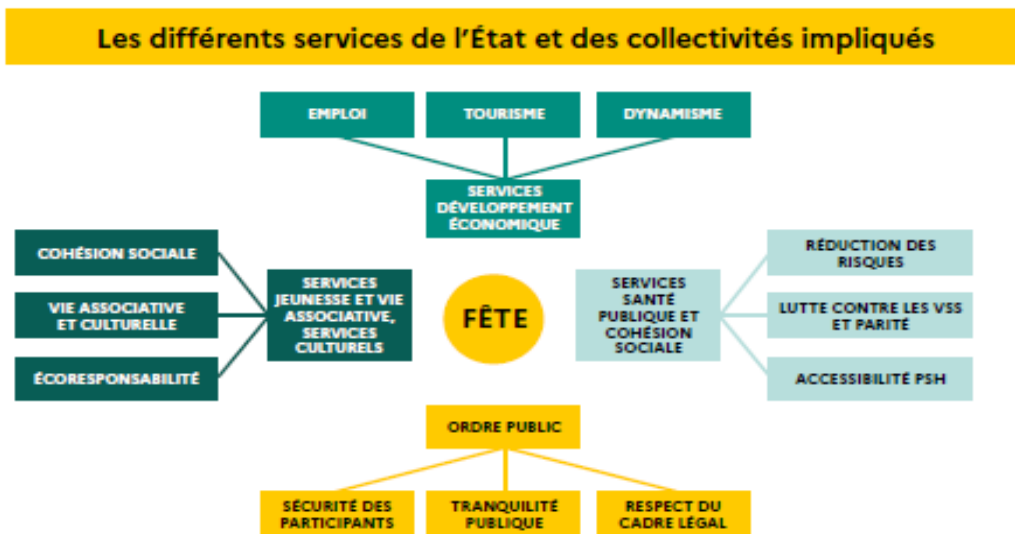 Les différents services de l'État et des collectivités impliqués
EMPLOI
TOURISME
DYNAMISME
SERVICES
DÉVELOPPEMENT
ÉCONOMIQUE
COHÉSION SOCIALE
VIE ASSOCIATIVE
ET CULTURELLE
ÉCORESPONSABILITÉ
SERVICES
JEUNESSE ET VIE
ASSOCIATIVE,
SERVICES
CULTURELS
FÊTE
SERVICES
SANTÉ
PUBLIQUE ET
COHÉSION
SOCIALE
RÉDUCTION DES
RISQUES
LUTTE CONTRE LES VSS
ET PARITÉ
ACCESSIBILITÉ PSH
ORDRE PUBLIC
SÉCURITÉ DES
PARTICIPANTS
TRANQUILITÉ
PUBLIQUE
RESPECT DU
CADRE LÉGAL